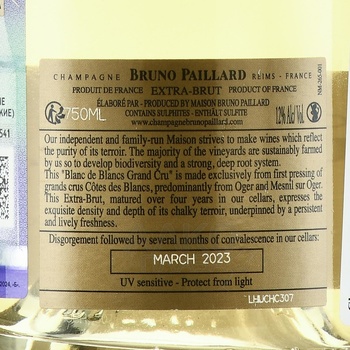 CHAMPAGNE BRUNO PAILLARD REIMS - FRANCE
PRODUIT DE FRANCE EXTRA-BRUT PRODUCT OF FRANCE
ÉLABORÉ PAR - PRODUCED BY MAISON BRUNO PAILLARD
750ML CONTAINS SULPHITES - ENTHÄLT SULFITE 12% Alc/Vol.
www.champagnebrunopaillard.com
Our independent and family-run Maison strives to make wines which reflect
the purity of its terroir. The majority of the vineyards are sustainably farmed
by us so to develop biodiversity and a strong, deep root system.
This "Blanc de Blancs Grand Cru" is made exclusively from first pressing of
grands crus Côtes des Blancs, predominantly from Oger and Mesnil sur Oger.
This Extra-Brut, matured over four years in our cellars, expresses the
exquisite density and depth of its chalky terroir, underpinned by a persistent
and lively freshness.
Disgorgement followed by several months of convalescence in our cellars:
MARCH 2023
UV sensitive - Protect from light
LHUCHC307
541